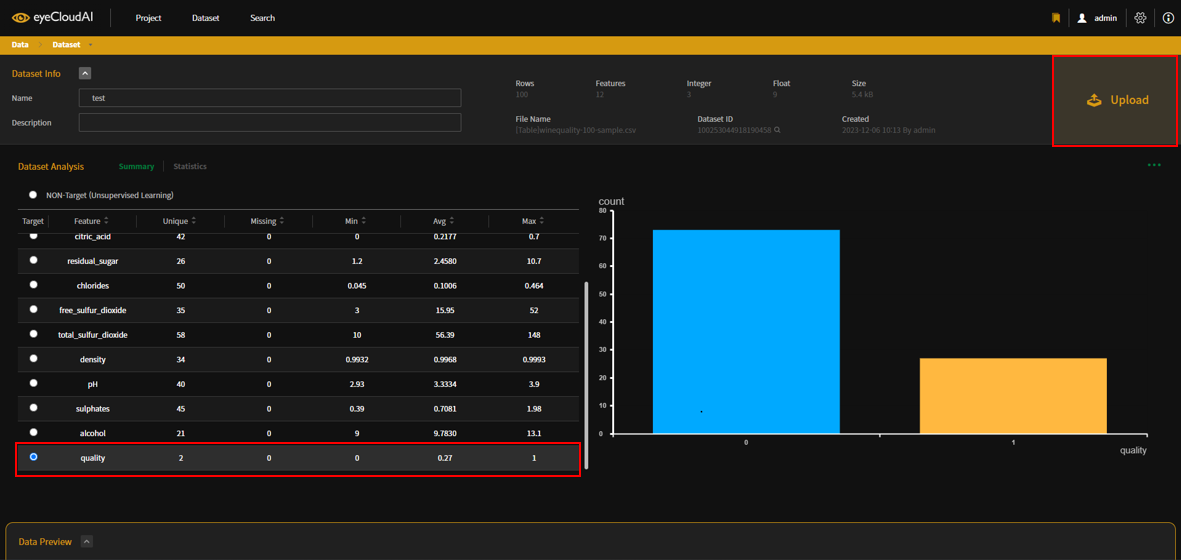 eyeCloudAI Project Dataset Search admin
Data > Dataset
Dataset Info
Name test
Description
Rows Features Integer Float Size
100 12 3 9 5.4 kB
File Name Dataset ID Created
[Table]winequality-100-sample.csv 100253044918190458 2023-12-06 10:13 By admin
Upload
Dataset Analysis Summary Statistics
NON-Target (Unsupervised Learning)
Target Feature Unique Missing Min Avg Max
citric_acid 42 0 0 0.2177 0.7
residual_sugar 26 0 1.2 2.4580 10.7
chlorides 50 0 0.045 0.1006 0.464
free_sulfur_dioxide 35 0 3 15.95 52
total_sulfur_dioxide 58 0 10 56.39 148
density 34 0 0.9932 0.9968 0.9993
pH 40 0 2.93 3.3334 3.9
sulphates 45 0 0.39 0.7081 1.98
alcohol 21 0 9 9.7830 13.1
quality 2 0 0 0.27 1
count
80
70
60
50
40
30
20
10
0
0 1
quality
Data Preview